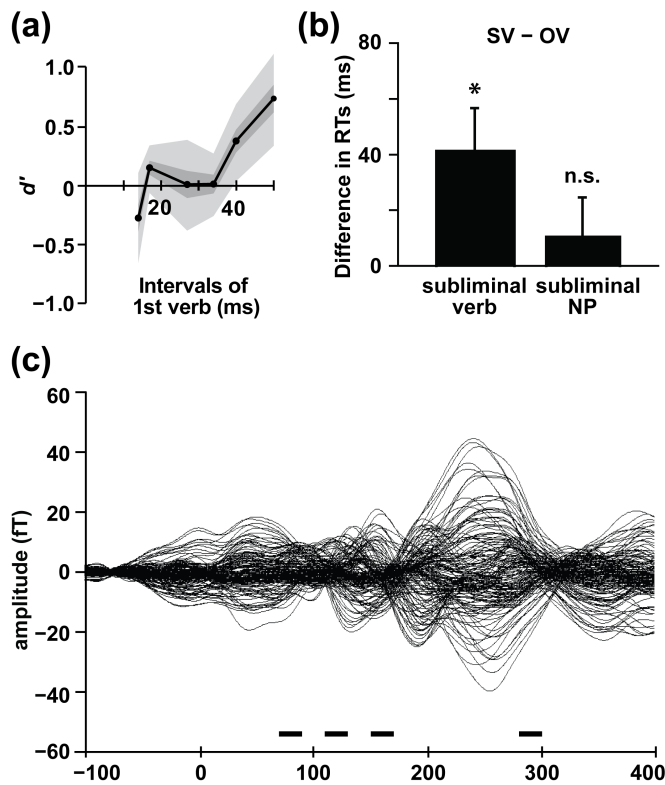 (a)
1.0
0.5
0
−0.5
−1.0
d′
20
40
Intervals of
1st verb (ms)
(b)
SV − OV
80
40
0
Difference in RTs (ms)
*
n.s.
subliminal
verb
subliminal
NP
(c)
60
40
20
0
−20
−40
−60
amplitude (fT)
−100
0
100
200
300
400